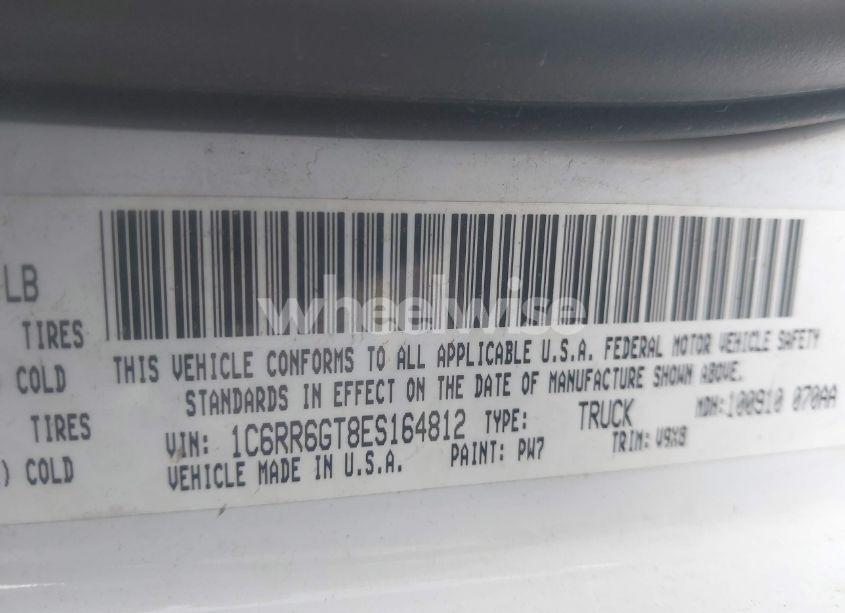 LB
TIRES
COLD
TIRES
) COLD
wheelwise
THIS VEHICLE CONFORMS TO ALL APPLICABLE U.S.A. FEDERAL MOTOR VEHICLE SAFETY
STANDARDS IN EFFECT ON THE DATE OF MANUFACTURE SHOWN ABOVE.
VIN: 1C6RR6GT8ES164812 TYPE: TRUCK MDH:100910 070AA
VEHICLE MADE IN U.S.A. PAINT: PW7 TRIM: V9X8